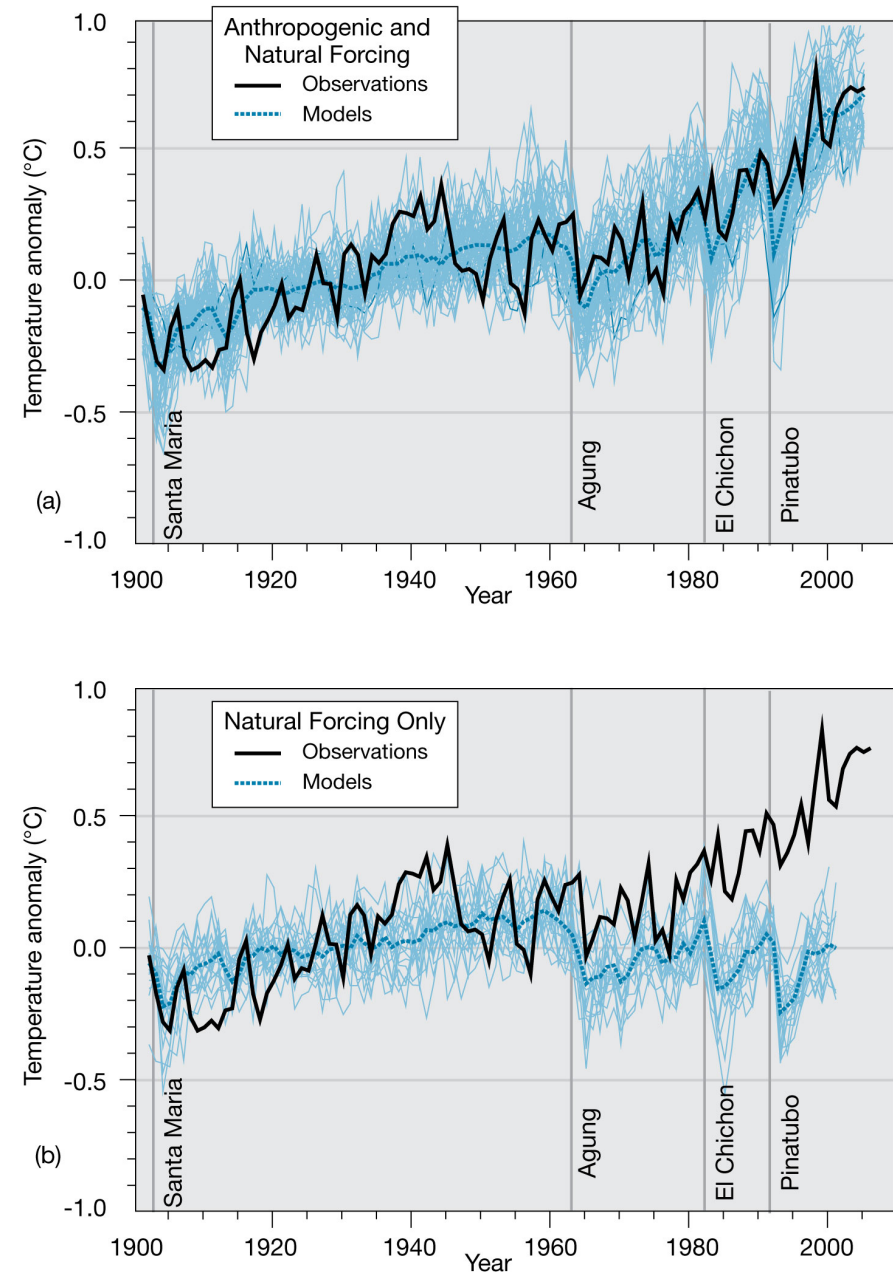 Anthropogenic and
Natural Forcing
Observations
Models
Temperature anomaly (°C)
1.0
0.5
0.0
-0.5
-1.0
(a)
Santa Maria
Agung
El Chichon
Pinatubo
1900
1920
1940
1960
1980
2000
Year
Natural Forcing Only
Observations
Models
Temperature anomaly (°C)
1.0
0.5
0.0
-0.5
-1.0
(b)
Santa Maria
Agung
El Chichon
Pinatubo
1900
1920
1940
1960
1980
2000
Year